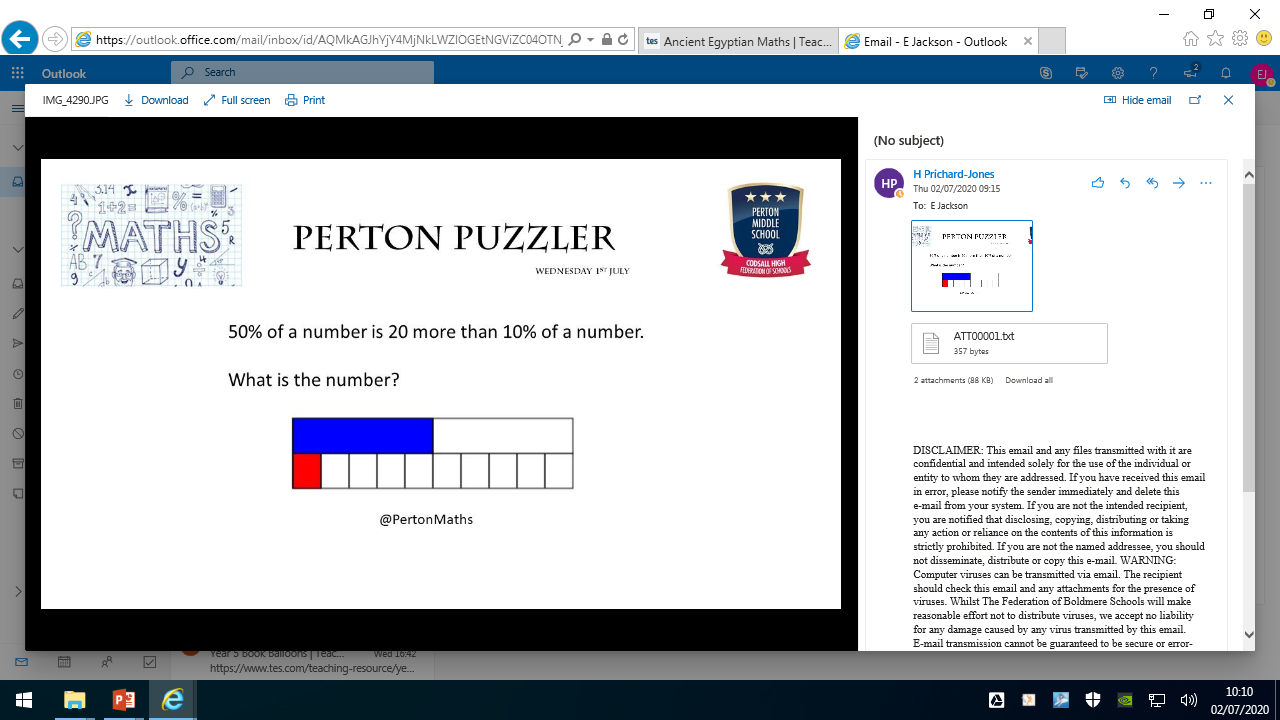 https://outlook.office.com/mail/inbox/id/AQMkAGJhYjY4MjNkLWZlOGEtNGViZC04OTN
tes Ancient Egyptian Maths | Teac...
Email - E Jackson - Outlook
Outlook
Search
2
EJ
IMG_4290.JPG
Download
Full screen
Print
Hide email
MATHS
PERTON PUZZLER
WEDNESDAY 1ST JULY
PERTON
MIDDLE
SCHOOL
CODSALL HIGH
FEDERATION OF SCHOOLS
50% of a number is 20 more than 10% of a number.
What is the number?
@PertonMaths
(No subject)
HP
H Prichard-Jones
Thu 02/07/2020 09:15
To: E Jackson
PERTON PUZZLER
ATT00001.txt
357 bytes
2 attachments (88 KB)
Download all
DISCLAIMER: This email and any files transmitted with it are
confidential and intended solely for the use of the individual or
entity to whom they are addressed. If you have received this email
in error, please notify the sender immediately and delete this
e-mail from your system. If you are not the intended recipient,
you are notified that disclosing, copying, distributing or taking
any action or reliance on the contents of this information is
strictly prohibited. If you are not the named addressee, you should
not disseminate, distribute or copy this e-mail. WARNING:
Computer viruses can be transmitted via email. The recipient
should check this email and any attachments for the presence of
viruses. Whilst The Federation of Boldmere Schools will make
reasonable effort not to distribute viruses, we accept no liability
for any damage caused by any virus transmitted by this email.
E-mail transmission cannot be guaranteed to be secure or error-
Year 5 Book Balloons | Teac...
Wed 16:42
https://www.tes.com/teaching-resource/ye...
10:10
02/07/2020